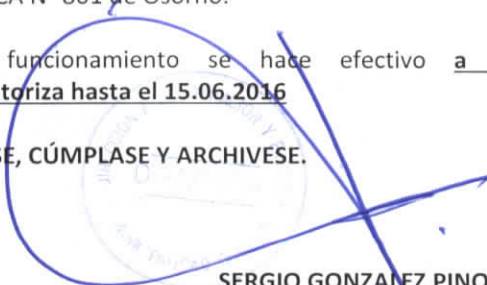 CA N° 801 de Osorno.
funcionamiento se hace efectivo a
toriza hasta el 15.06.2016
SE, CÚMPLASE Y ARCHIVESE.
SERGIO GONZALEZ PINO